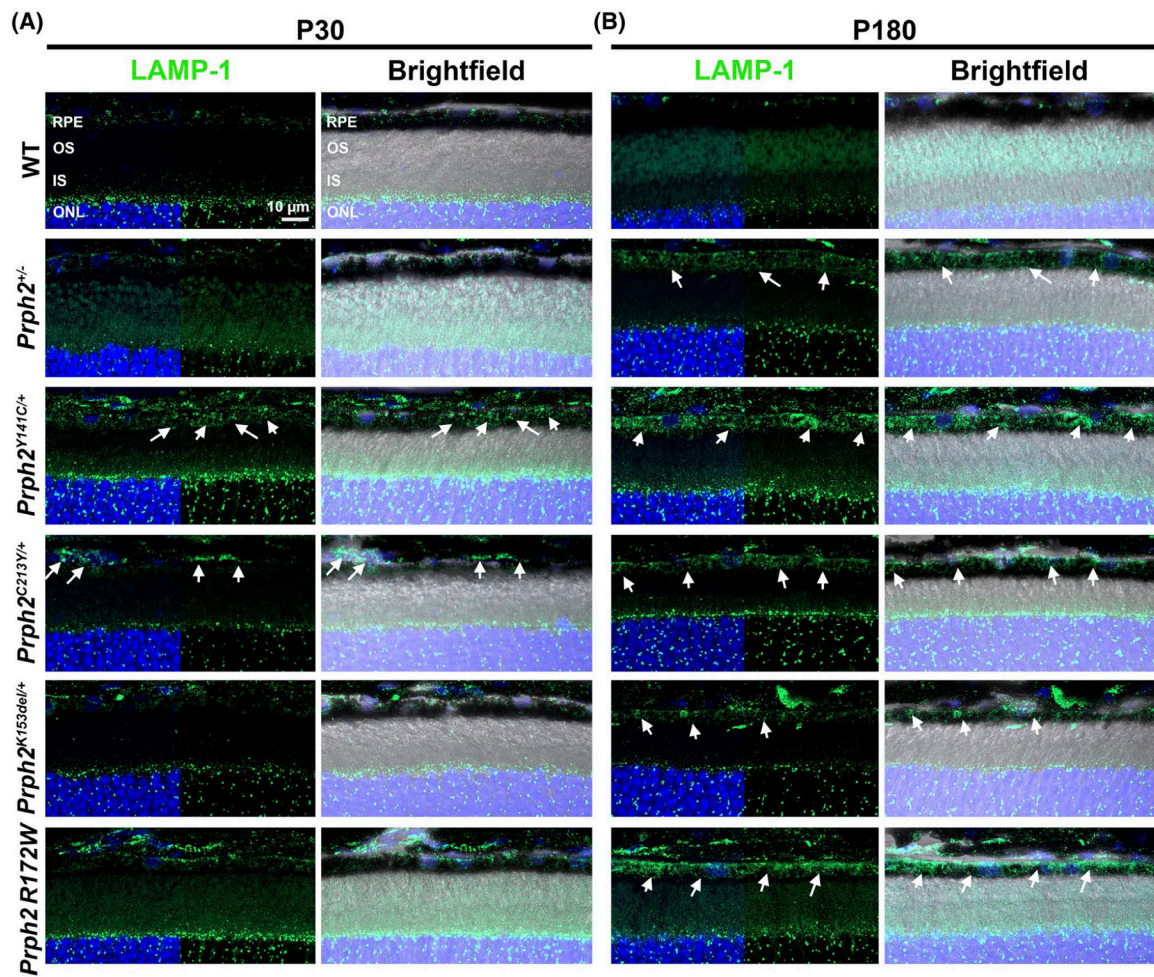 (A) P30 (B) P180
LAMP-1 Brightfield LAMP-1 Brightfield
WT
RPE RPE
OS OS
IS IS
ONL 10 µm ONL
Prph2+/-
Prph2Y141C/+
Prph2C213Y/+
Prph2K153del/+
Prph2 R172W